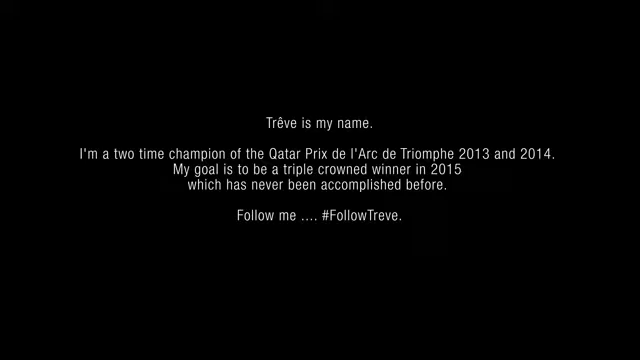 Trêve is my name.
I'm a two time champion of the Qatar Prix de l'Arc de Triomphe 2013 and 2014.
My goal is to be a triple crowned winner in 2015
which has never been accomplished before.
Follow me .... #FollowTreve.